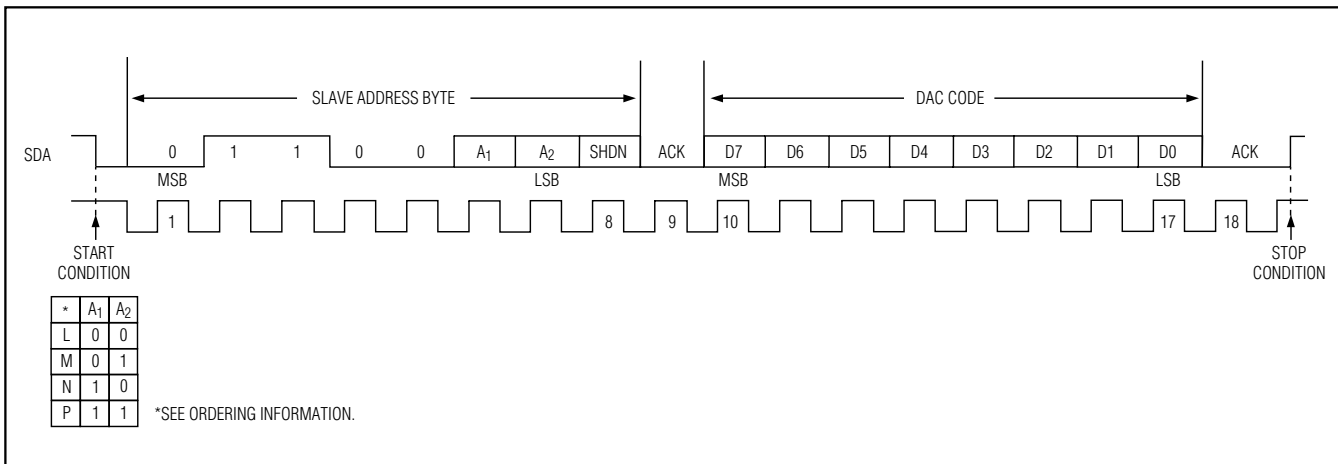 SLAVE ADDRESS BYTE DAC CODE
SDA 0 1 1 0 0 A1 A2 SHDN ACK D7 D6 D5 D4 D3 D2 D1 D0 ACK
MSB LSB MSB LSB
1 8 9 10 17 18
START CONDITION STOP CONDITION
* A1 A2
L 0 0
M 0 1
N 1 0
P 1 1 *SEE ORDERING INFORMATION.